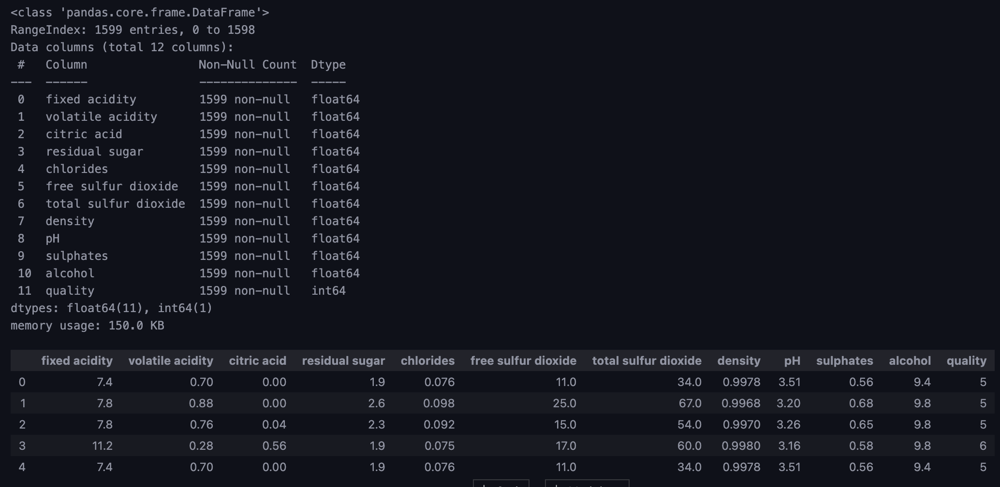 <class 'pandas.core.frame.DataFrame'>
RangeIndex: 1599 entries, 0 to 1598
Data columns (total 12 columns):
 #   Column                Non-Null Count  Dtype
---  ------                --------------  -----
 0   fixed acidity         1599 non-null   float64
 1   volatile acidity      1599 non-null   float64
 2   citric acid           1599 non-null   float64
 3   residual sugar        1599 non-null   float64
 4   chlorides             1599 non-null   float64
 5   free sulfur dioxide   1599 non-null   float64
 6   total sulfur dioxide  1599 non-null   float64
 7   density               1599 non-null   float64
 8   pH                    1599 non-null   float64
 9   sulphates             1599 non-null   float64
 10  alcohol               1599 non-null   float64
 11  quality               1599 non-null   int64
dtypes: float64(11), int64(1)
memory usage: 150.0 KB
fixed acidity volatile acidity citric acid residual sugar chlorides free sulfur dioxide total sulfur dioxide density pH sulphates alcohol quality
0 7.4 0.70 0.00 1.9 0.076 11.0 34.0 0.9978 3.51 0.56 9.4 5
1 7.8 0.88 0.00 2.6 0.098 25.0 67.0 0.9968 3.20 0.68 9.8 5
2 7.8 0.76 0.04 2.3 0.092 15.0 54.0 0.9970 3.26 0.65 9.8 5
3 11.2 0.28 0.56 1.9 0.075 17.0 60.0 0.9980 3.16 0.58 9.8 6
4 7.4 0.70 0.00 1.9 0.076 11.0 34.0 0.9978 3.51 0.56 9.4 5